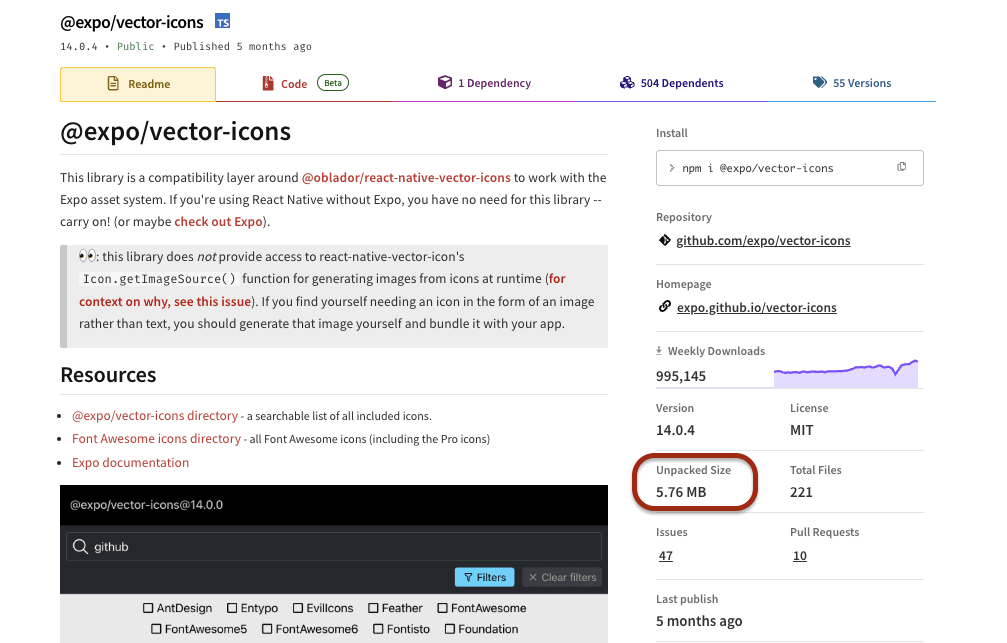 @expo/vector-icons TS
14.0.4 • Public • Published 5 months ago
Readme
Code Beta
1 Dependency
504 Dependents
55 Versions
@expo/vector-icons
This library is a compatibility layer around @oblador/react-native-vector-icons to work with the
Expo asset system. If you're using React Native without Expo, you have no need for this library --
carry on! (or maybe check out Expo).
👀: this library does not provide access to react-native-vector-icon's
Icon.getImageSource() function for generating images from icons at runtime (for
context on why, see this issue). If you find yourself needing an icon in the form of an image
rather than text, you should generate that image yourself and bundle it with your app.
Resources
• @expo/vector-icons directory - a searchable list of all included icons.
• Font Awesome icons directory - all Font Awesome icons (including the Pro icons)
• Expo documentation
@expo/vector-icons@14.0.0
github
Filters × Clear filters
AntDesign Entypo EvilIcons Feather FontAwesome
FontAwesome5 FontAwesome6 Fontisto Foundation
Install
> npm i @expo/vector-icons
Repository
github.com/expo/vector-icons
Homepage
expo.github.io/vector-icons
Weekly Downloads
995,145
Version License
14.0.4 MIT
Unpacked Size Total Files
5.76 MB 221
Issues Pull Requests
47 10
Last publish
5 months ago